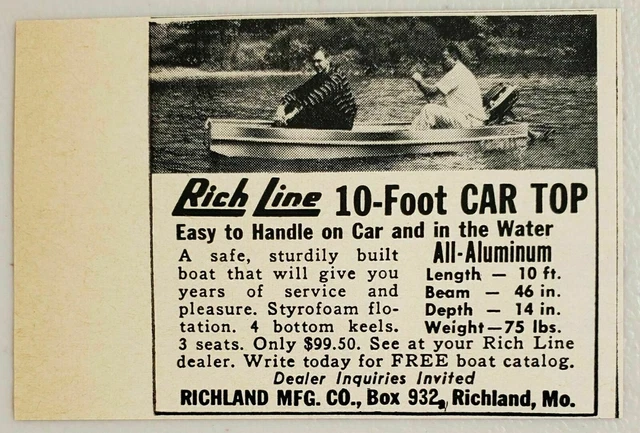 Rich Line 10-Foot CAR TOP
Easy to Handle on Car and in the Water
A safe, sturdily built
boat that will give you
years of service and
pleasure. Styrofoam flo-
tation. 4 bottom keels.
All-Aluminum
Length — 10 ft.
Beam — 46 in.
Depth — 14 in.
Weight—75 lbs.
3 seats. Only $99.50. See at your Rich Line
dealer. Write today for FREE boat catalog.
Dealer Inquiries Invited
RICHLAND MFG. CO., Box 932, Richland, Mo.